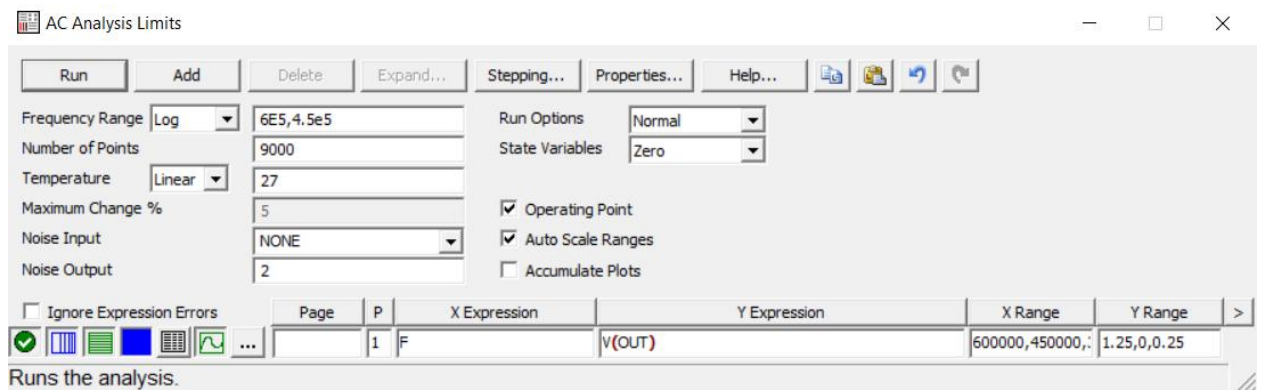 AC Analysis Limits
Run Add Delete Expand... Stepping... Properties... Help...
Frequency Range Log 6E5,4.5e5 Run Options Normal
Number of Points 9000 State Variables Zero
Temperature Linear 27
Maximum Change % 5 Operating Point
Noise Input NONE Auto Scale Ranges
Noise Output 2 Accumulate Plots
Ignore Expression Errors Page P X Expression Y Expression X Range Y Range >
... 1 F V(OUT) 600000,450000, 1.25,0,0.25
Runs the analysis.